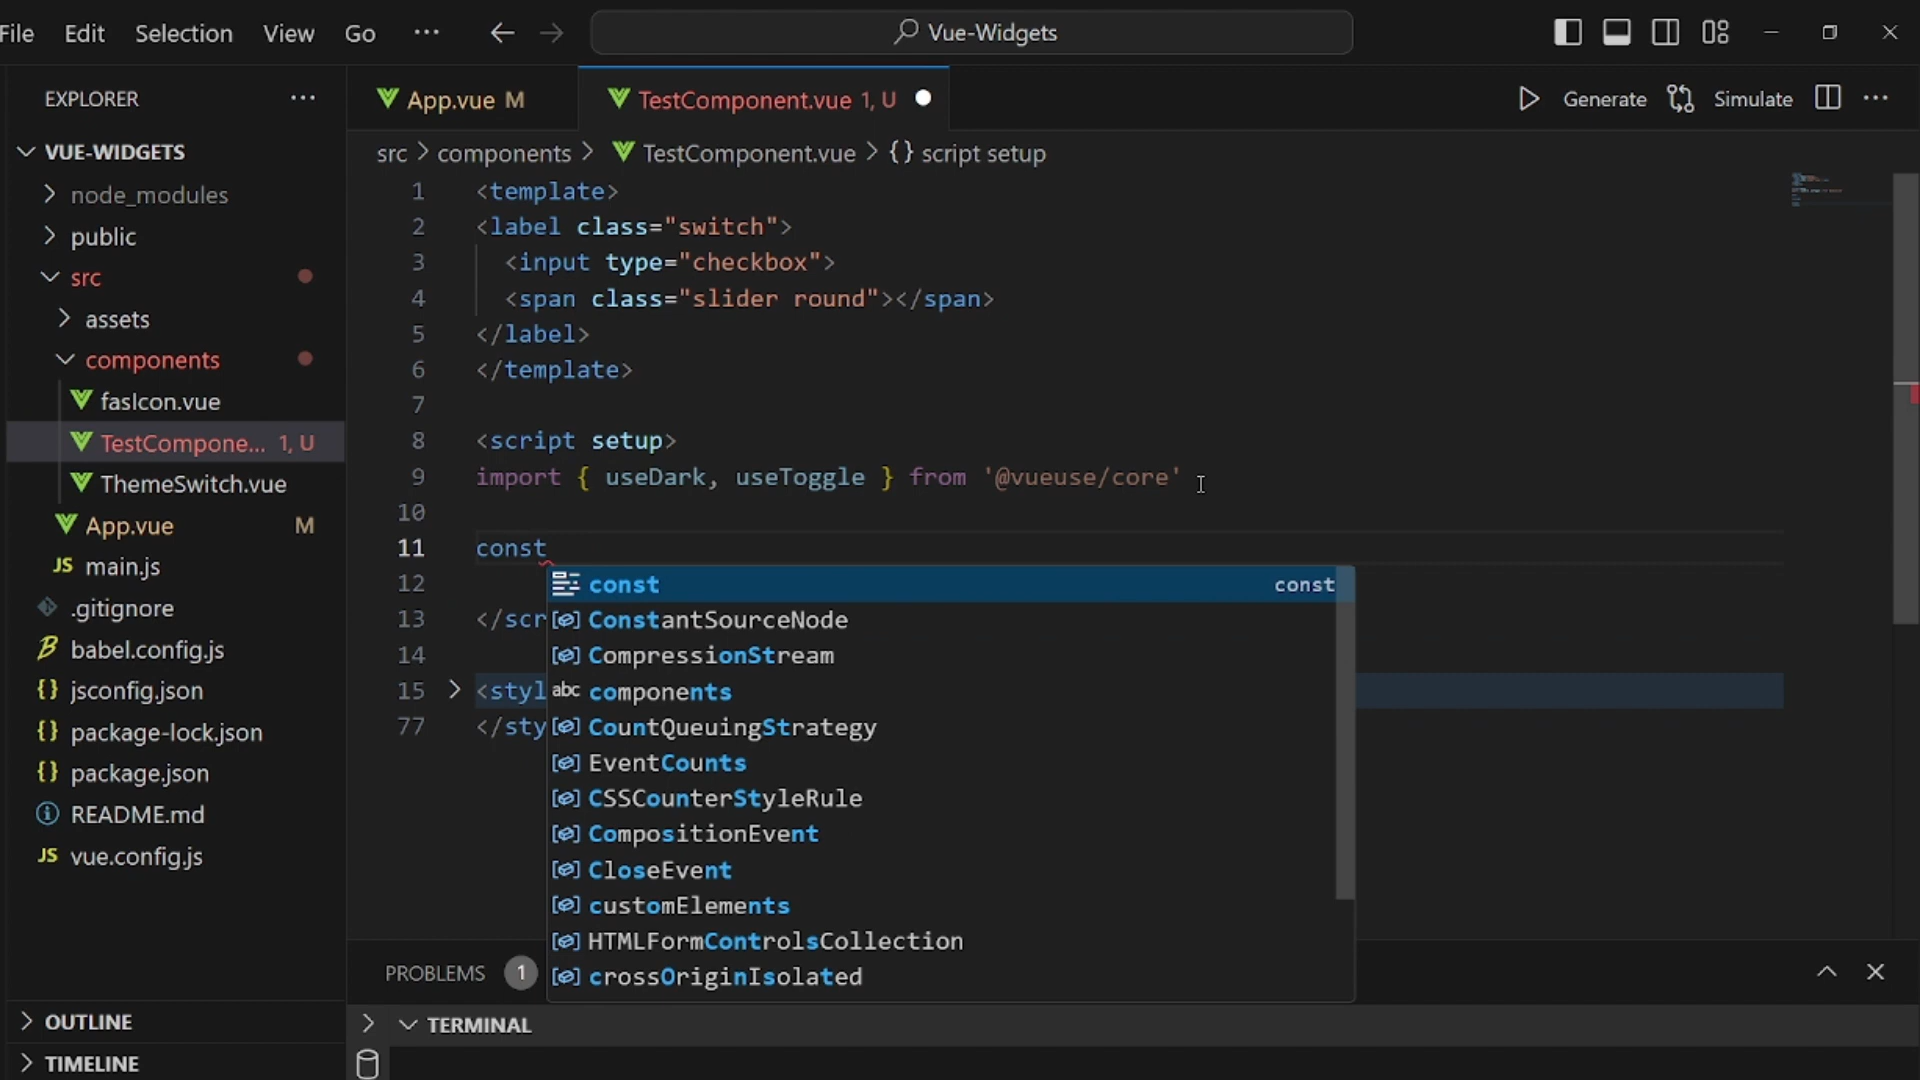 File Edit Selection View Go ··· Vue-Widgets
EXPLORER ···
VUE-WIDGETS
node_modules
public
src
assets
components
fasIcon.vue
TestCompone... 1, U
ThemeSwitch.vue
App.vue M
JS main.js
.gitignore
babel.config.js
{} jsconfig.json
{} package-lock.json
{} package.json
README.md
JS vue.config.js
OUTLINE
TIMELINE
App.vue M
TestComponent.vue 1, U
Generate Simulate ···
src > components > TestComponent.vue > {} script setup
1 <template>
2 <label class="switch">
3 <input type="checkbox">
4 <span class="slider round"></span>
5 </label>
6 </template>
7
8 <script setup>
9 import { useDark, useToggle } from '@vueuse/core'
10
11 const
12
13 </scr
14
15 <styl
77 </sty
const const
ConstantSourceNode
CompressionStream
abc components
CountQueuingStrategy
EventCounts
CSSCounterStyleRule
CompositionEvent
CloseEvent
customElements
HTMLFormControlsCollection
crossOriginIsolated
PROBLEMS 1
TERMINAL